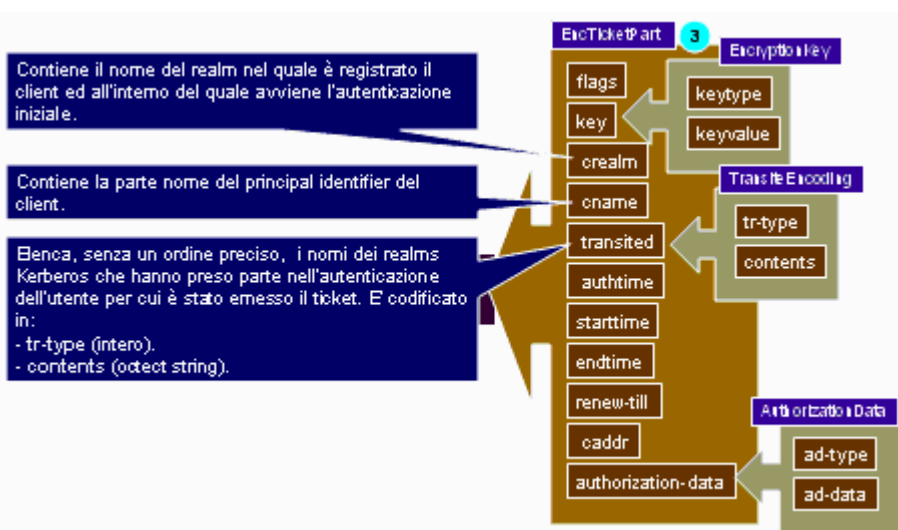 EncTicketPart
3
Contiene il nome del realm nel quale è registrato il
client ed all'interno del quale avviene l'autenticazione
iniziale.
Contiene la parte nome del principal identifier del
client.
Elenca, senza un ordine preciso, i nomi dei realms
Kerberos che hanno preso parte nell'autenticazione
dell'utente per cui è stato emesso il ticket. E' codificato
in:
- tr-type (intero).
- contents (octect string).
flags
key
crealm
cname
transited
authtime
starttime
endtime
renew-till
caddr
authorization-data
EncryptionKey
keytype
keyvalue
TransiteEncoding
tr-type
contents
AuthorizationData
ad-type
ad-data